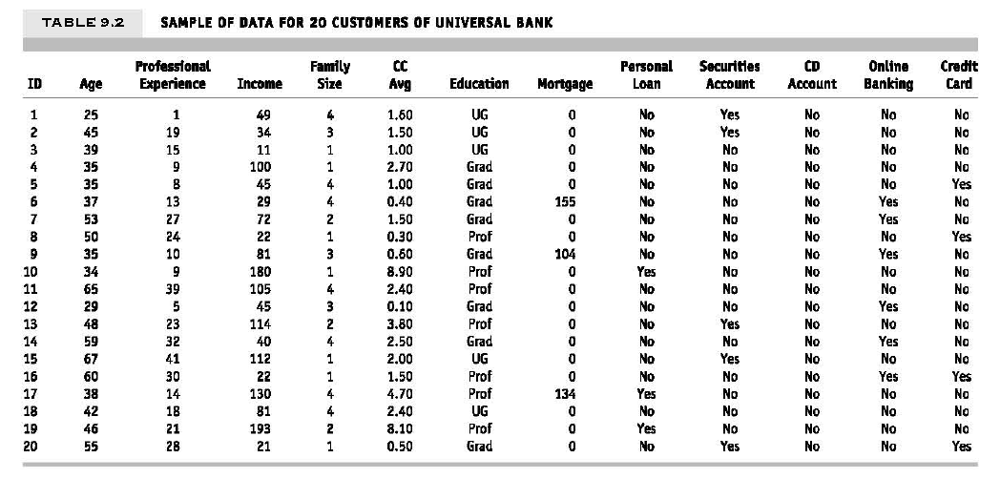 TABLE 9.2 SAMPLE OF DATA FOR 20 CUSTOMERS OF UNIVERSAL BANK
Professional Family CC Personal Securities CD Online Credit
ID Age Experience Income Size Avg Education Mortgage Loan Account Account Banking Card
1 25 1 49 4 1.60 UG 0 No Yes No No No
2 45 19 34 3 1.50 UG 0 No Yes No No No
3 39 15 11 1 1.00 UG 0 No No No No No
4 35 9 100 1 2.70 Grad 0 No No No No No
5 35 8 45 4 1.00 Grad 0 No No No No Yes
6 37 13 29 4 0.40 Grad 155 No No No Yes No
7 53 27 72 2 1.50 Grad 0 No No No Yes No
8 50 24 22 1 0.30 Prof 0 No No No No Yes
9 35 10 81 3 0.60 Grad 104 No No No Yes No
10 34 9 180 1 8.90 Prof 0 Yes No No No No
11 65 39 105 4 2.40 Prof 0 No No No No No
12 29 5 45 3 0.10 Grad 0 No No No Yes No
13 48 23 114 2 3.80 Prof 0 No Yes No No No
14 59 32 40 4 2.50 Grad 0 No No No Yes No
15 67 41 112 1 2.00 UG 0 No Yes No No No
16 60 30 22 1 1.50 Prof 0 No No No Yes Yes
17 38 14 130 4 4.70 Prof 134 Yes No No No No
18 42 18 81 4 2.40 UG 0 No No No No No
19 46 21 193 2 8.10 Prof 0 Yes No No No No
20 55 28 21 1 0.50 Grad 0 No Yes No No Yes